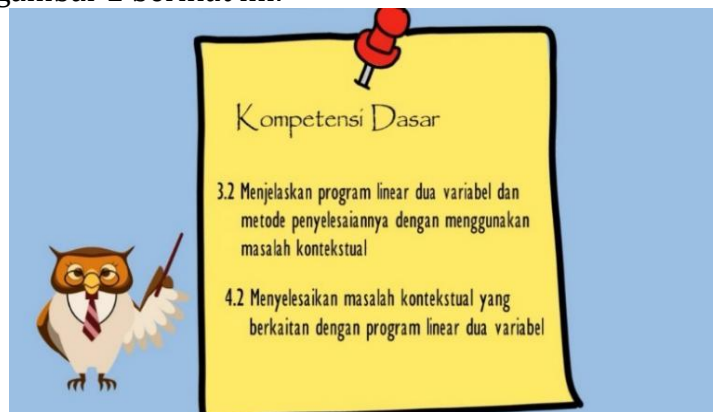 Kompetensi Dasar
3.2 Menjelaskan program linear dua variabel dan
metode penyelesaiannya dengan menggunakan
masalah kontekstual
4.2 Menyelesaikan masalah kontekstual yang
berkaitan dengan program linear dua variabel